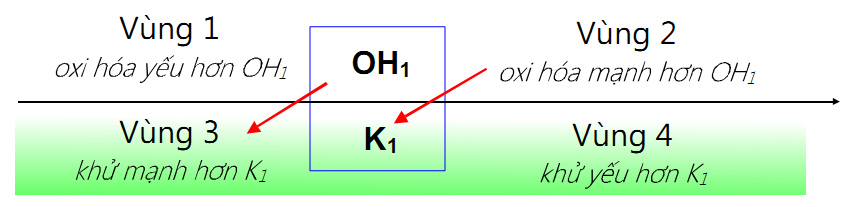 Vùng 1
oxi hóa yếu hơn OH₁
OH₁
Vùng 2
oxi hóa mạnh hơn OH₁
Vùng 3
khử mạnh hơn K₁
K₁
Vùng 4
khử yếu hơn K₁